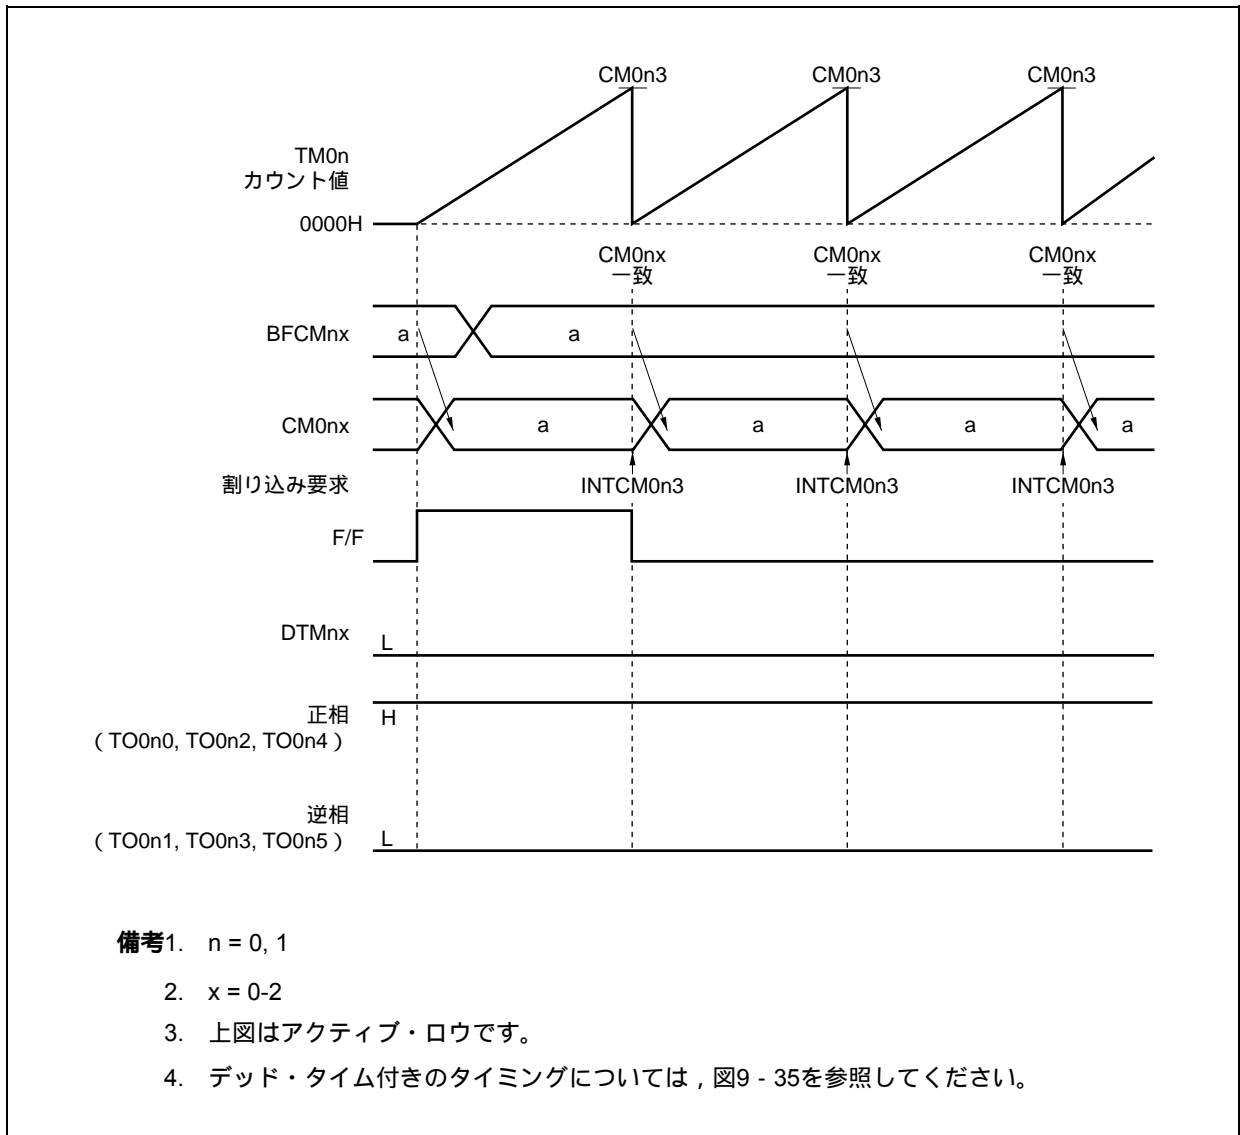 CM0n3 CM0n3 CM0n3
TM0n
カウント値
0000H
CM0nx CM0nx CM0nx
一致 一致 一致
BFCMnx a a
CM0nx a a a a
割り込み要求 INTCM0n3 INTCM0n3 INTCM0n3
F/F
DTMnx L
正相 H
（TO0n0, TO0n2, TO0n4）
逆相
（TO0n1, TO0n3, TO0n5） L
備考1. n = 0, 1
2. x = 0-2
3. 上図はアクティブ・ロウです。
4. デッド・タイム付きのタイミングについては，図9 - 35を参照してください。